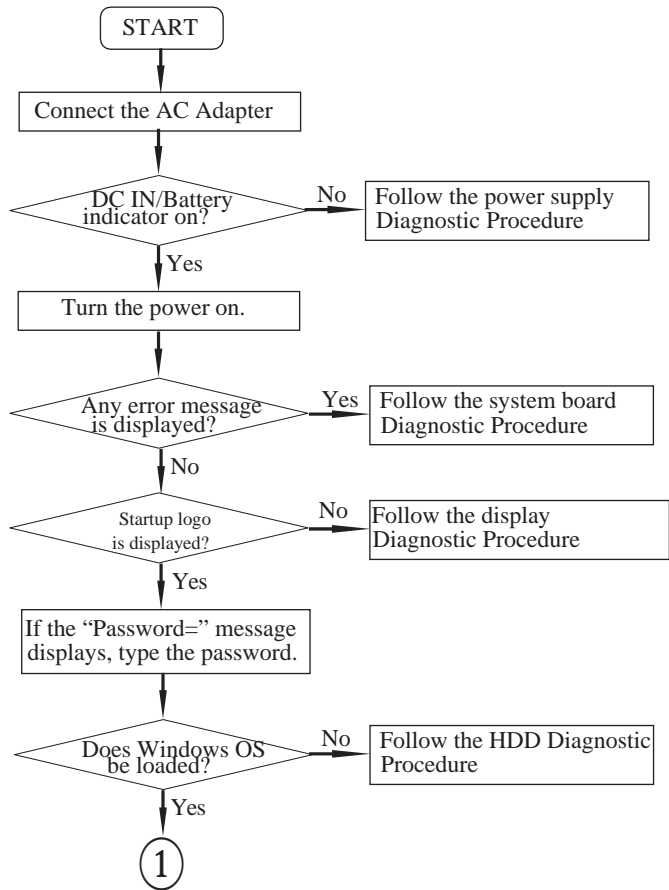 START
Connect the AC Adapter
DC IN/Battery
indicator on?
No
Follow the power supply
Diagnostic Procedure
Yes
Turn the power on.
Any error message
is displayed?
Yes
Follow the system board
Diagnostic Procedure
No
Startup logo
is displayed?
No
Follow the display
Diagnostic Procedure
Yes
If the “Password=” message
displays, type the password.
Does Windows OS
be loaded?
No
Follow the HDD Diagnostic
Procedure
Yes
1